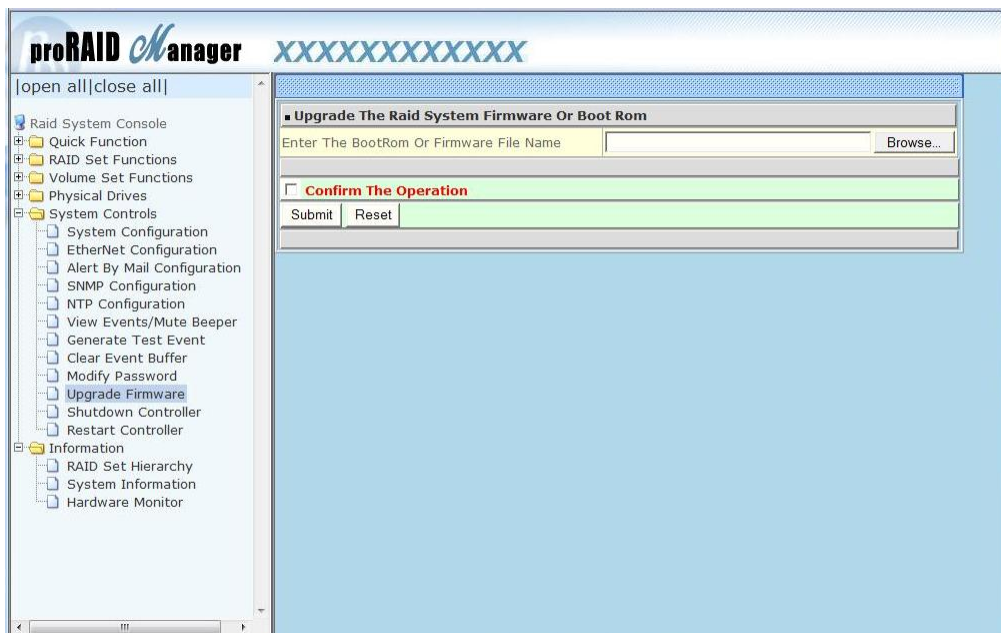 proRAID Manager
XXXXXXXXXXXX
|open all|close all|
Raid System Console
Quick Function
RAID Set Functions
Volume Set Functions
Physical Drives
System Controls
System Configuration
EtherNet Configuration
Alert By Mail Configuration
SNMP Configuration
NTP Configuration
View Events/Mute Beeper
Generate Test Event
Clear Event Buffer
Modify Password
Upgrade Firmware
Shutdown Controller
Restart Controller
Information
RAID Set Hierarchy
System Information
Hardware Monitor
Upgrade The Raid System Firmware Or Boot Rom
Enter The BootRom Or Firmware File Name
Browse...
Confirm The Operation
Submit Reset